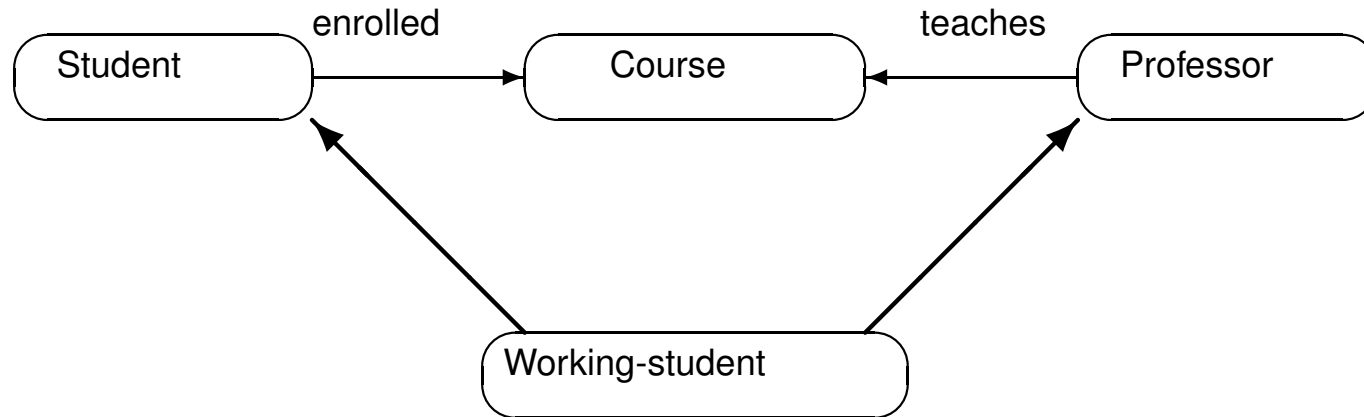 enrolled
teaches
Student
Course
Professor
Working-student